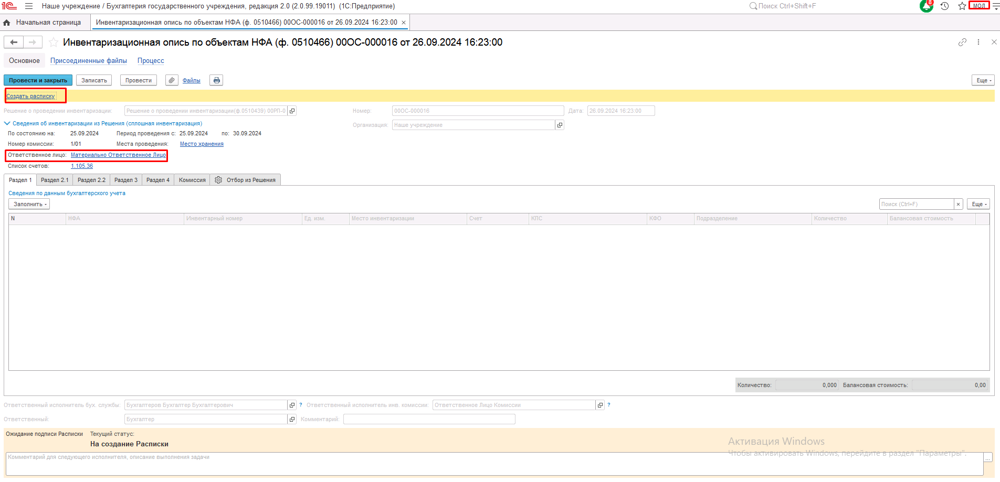 1С Наше учреждение / Бухгалтерия государственного учреждения, редакция 2.0 (2.0.99.19011) (1С:Предприятие) Поиск Ctrl+Shift+F 8 МОЛ
Начальная страница Инвентаризационная опись по объектам НФА (ф. 0510466) 00ОС-000016 от 26.09.2024 16:23:00 ×
Инвентаризационная опись по объектам НФА (ф. 0510466) 00ОС-000016 от 26.09.2024 16:23:00
Основное Присоединенные файлы Процесс
Провести и закрыть Записать Провести Файлы Еще
Создать расписку
Решение о проведении инвентаризации: Решение о проведении инвентаризации(ф.0510439) 00РП-0 Номер: 00ОС-000016 Дата: 26.09.2024 16:23:00
Сведения об инвентаризации из Решения (сплошная инвентаризация) Организация: Наше учреждение
По состоянию на: 25.09.2024 Период проведения с: 25.09.2024 по: 30.09.2024
Номер комиссии: 1/01 Места проведения: Место хранения
Ответственное лицо: Материально Ответственное Лицо
Список счетов: 1.105.36
Раздел 1 Раздел 2.1 Раздел 2.2 Раздел 3 Раздел 4 Комиссия Отбор из Решения
Сведения по данным бухгалтерского учета
Заполнить Поиск (Ctrl+F) × Еще
N НФА Инвентарный номер Ед. изм. Место инвентаризации Счет КПС КФО Подразделение Количество Балансовая стоимость
Количество: 0,000 Балансовая стоимость: 0,00
Ответственный исполнитель бух. службы: Бухгалтеров Бухгалтер Бухгалтерович ? Ответственный исполнитель инв. комиссии: Ответственное Лицо Комиссии ?
Ответственный: Бухгалтер Комментарий:
Ожидание подписи Расписки Текущий статус:
На создание Расписки
Активация Windows
Чтобы активировать Windows, перейдите в раздел "Параметры".
Комментарий для следующего исполнителя, описание выполнения задачи ...